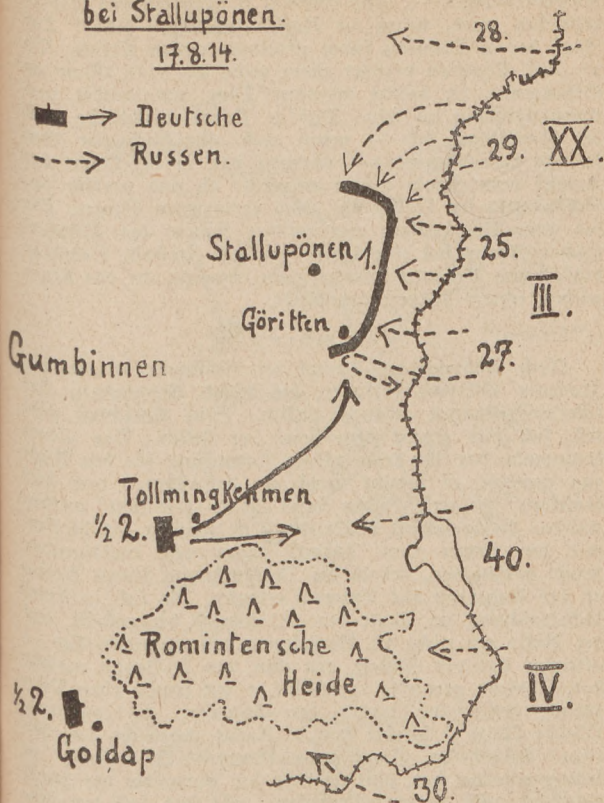 bei Stallupönen.
17.8.14.
Deutsche
Russen.
28.
29.
XX.
Stallupönen
1.
25.
III.
Göritten
27.
Gumbinnen
Tollmingkehmen
½ 2.
40.
Romintensche
Heide
IV.
½ 2.
Goldap
30.